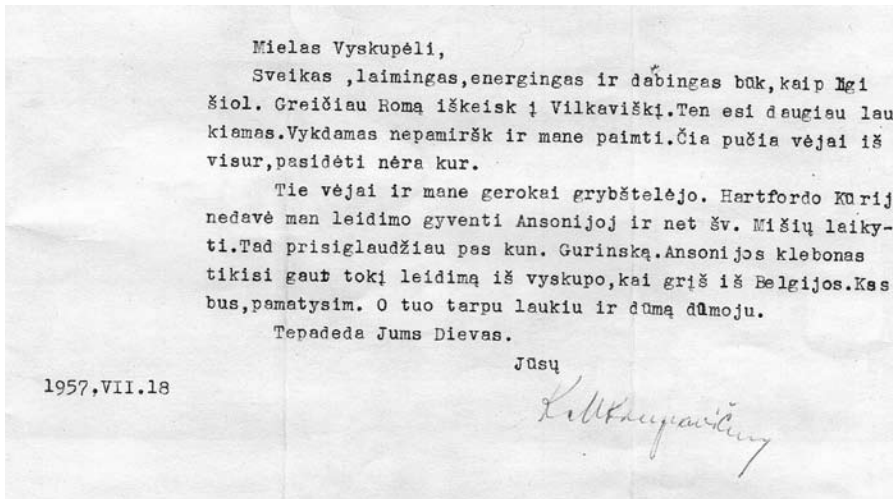 Mielas Vyskupėli,
Sveikas ,laimingas,energingas ir dabingas būk,kaip ligi
šiol. Greičiau Romą iškeisk į Vilkaviškį.Ten esi daugiau lau
kiamas.Vykdamas nepamiršk ir mane paimti.Čia pučia vėjai iš
visur,pasidėti nėra kur.
Tie vėjai ir mane gerokai grybštelėjo. Hartfordo Kūrij
nedavė man leidimo gyventi Ansonijoj ir net šv. Mišių laiky-
ti.Tad prisiglaudžiau pas kun. Gurinską.Ansonijos klebonas
tikisi gaut tokį leidimą iš vyskupo,kai grįš iš Belgijos.Kas
bus,pamatysim. O tuo tarpu laukiu ir dūmą dūmoju.
Tepadeda Jums Dievas.
Jūsų
1957.VII.18